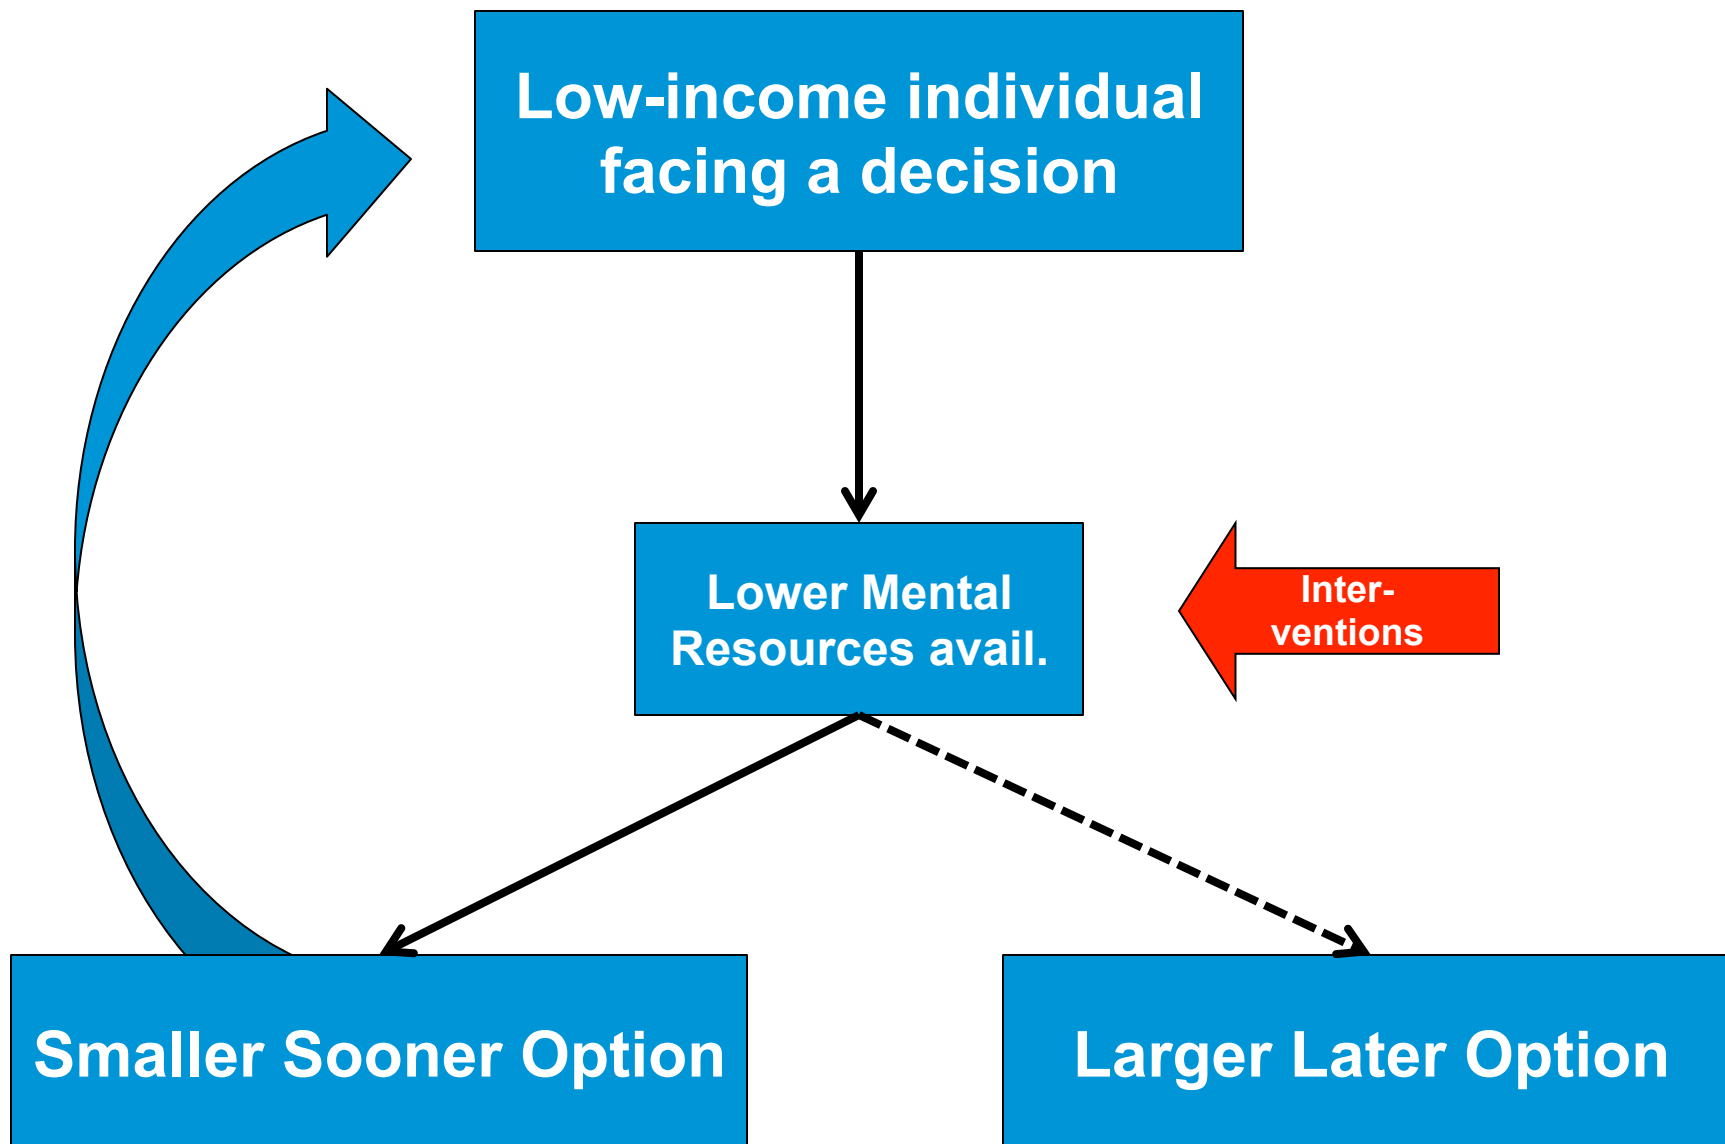 Low-income individual
facing a decision
Lower Mental
Resources avail.
Inter-
ventions
Smaller Sooner Option
Larger Later Option